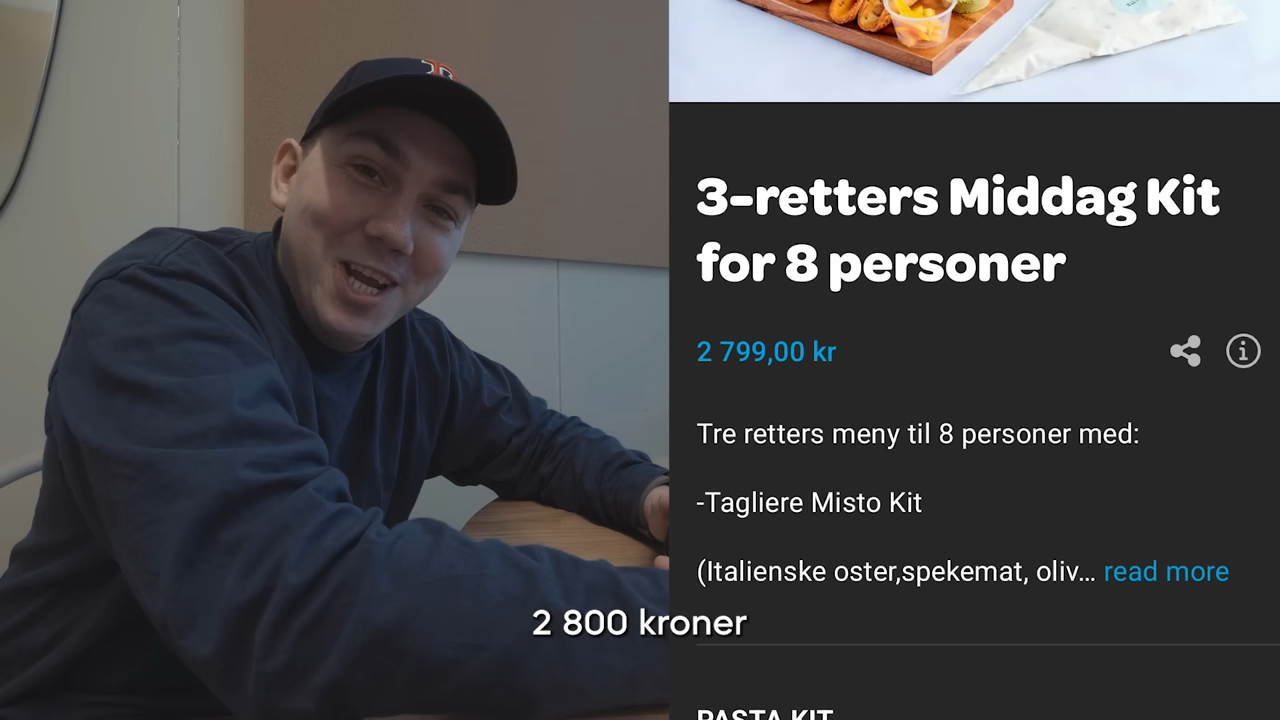 3-retters Middag Kit
for 8 personer
2 799,00 kr
Tre retters meny til 8 personer med:
-Tagliere Misto Kit
(Italienske oster,spekemat, oliv... read more
2 800 kroner
PASTA KIT